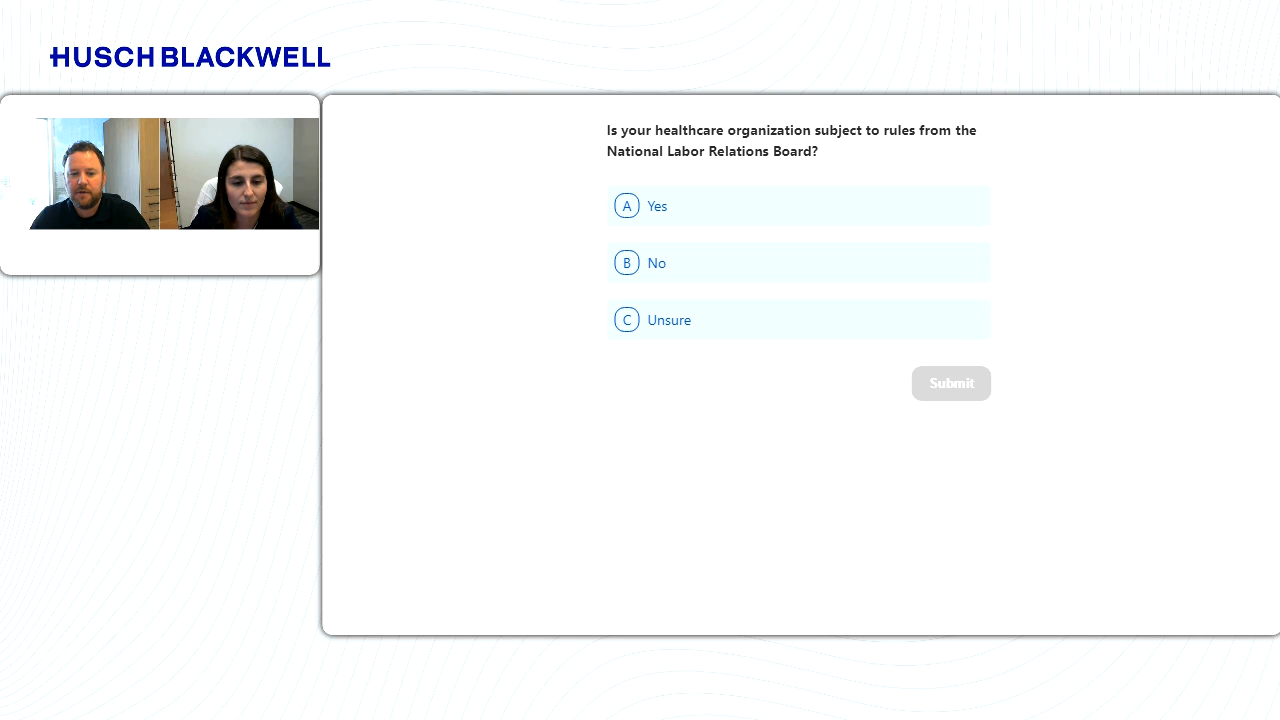 HUSCH BLACKWELL
Is your healthcare organization subject to rules from the
National Labor Relations Board?
A Yes
B No
C Unsure
Submit